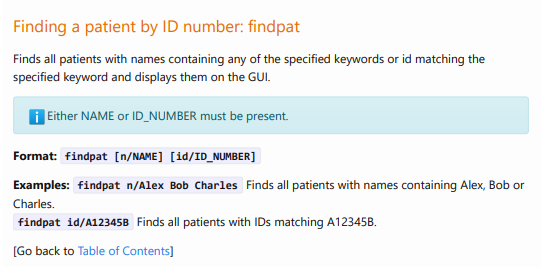 Finding a patient by ID number: findpat
Finds all patients with names containing any of the specified keywords or id matching the
specified keyword and displays them on the GUI.
Either NAME or ID_NUMBER must be present.
Format: findpat [n/NAME] [id/ID_NUMBER]
Examples: findpat n/Alex Bob Charles Finds all patients with names containing Alex, Bob or
Charles.
findpat id/A12345B Finds all patients with IDs matching A12345B.
[Go back to Table of Contents]